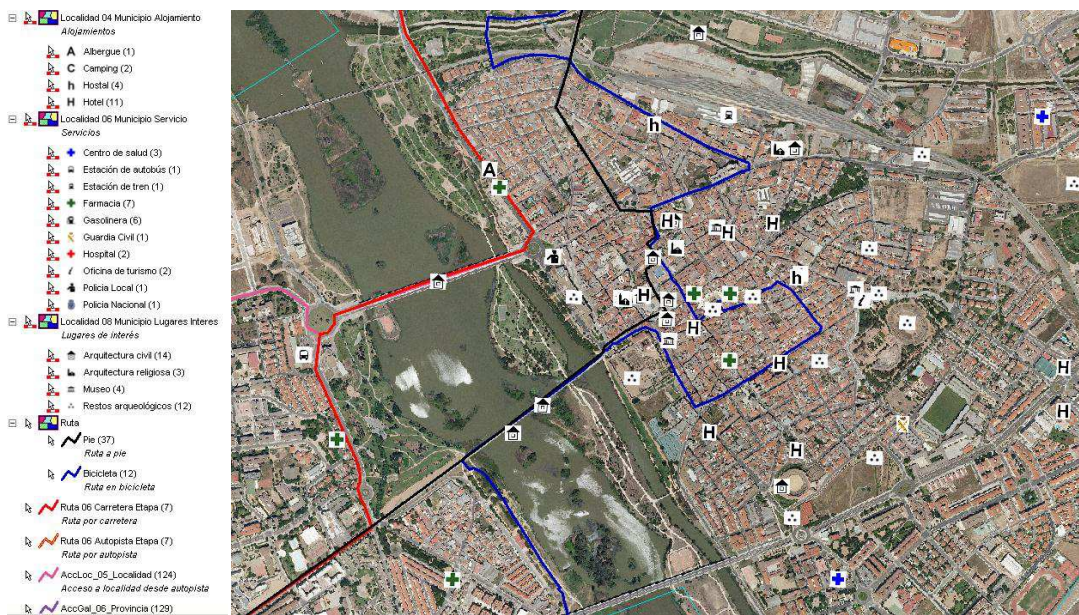 Localidad 04 Municipio Alojamiento
Alojamientos
A Albergue (1)
C Camping (2)
h Hostal (4)
H Hotel (11)
Localidad 06 Municipio Servicio
Servicios
Centro de salud (3)
Estación de autobús (1)
Estación de tren (1)
Farmacia (7)
Gasolinera (6)
Guardia Civil (1)
Hospital (2)
Oficina de turismo (2)
Policia Local (1)
Policia Nacional (1)
Localidad 08 Municipio Lugares Interes
Lugares de interés
Arquitectura civil (14)
Arquitectura religiosa (3)
Museo (4)
Restos arqueológicos (12)
Ruta
Pie (37)
Ruta a pie
Bicicleta (12)
Ruta en bicicleta
Ruta 06 Carretera Etapa (7)
Ruta por carretera
Ruta 06 Autopista Etapa (7)
Ruta por autopista
AccLoc_05_Localidad (124)
Acceso a localidad desde autopista
AccGal_06_Provincia (129)
h
A
H
H
H
h
H
H
H
H
H
H
H